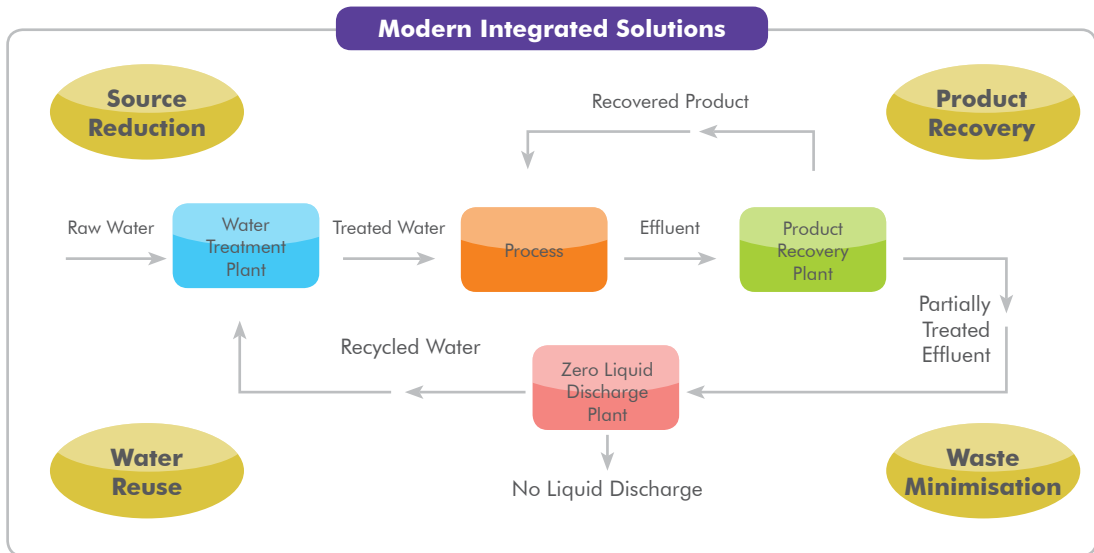 Modern Integrated Solutions
Source
Reduction
Product
Recovery
Recovered Product
Raw Water
Water
Treatment
Plant
Treated Water
Process
Effluent
Product
Recovery
Plant
Partially
Treated
Effluent
Recycled Water
Zero Liquid
Discharge
Plant
No Liquid Discharge
Water
Reuse
Waste
Minimisation